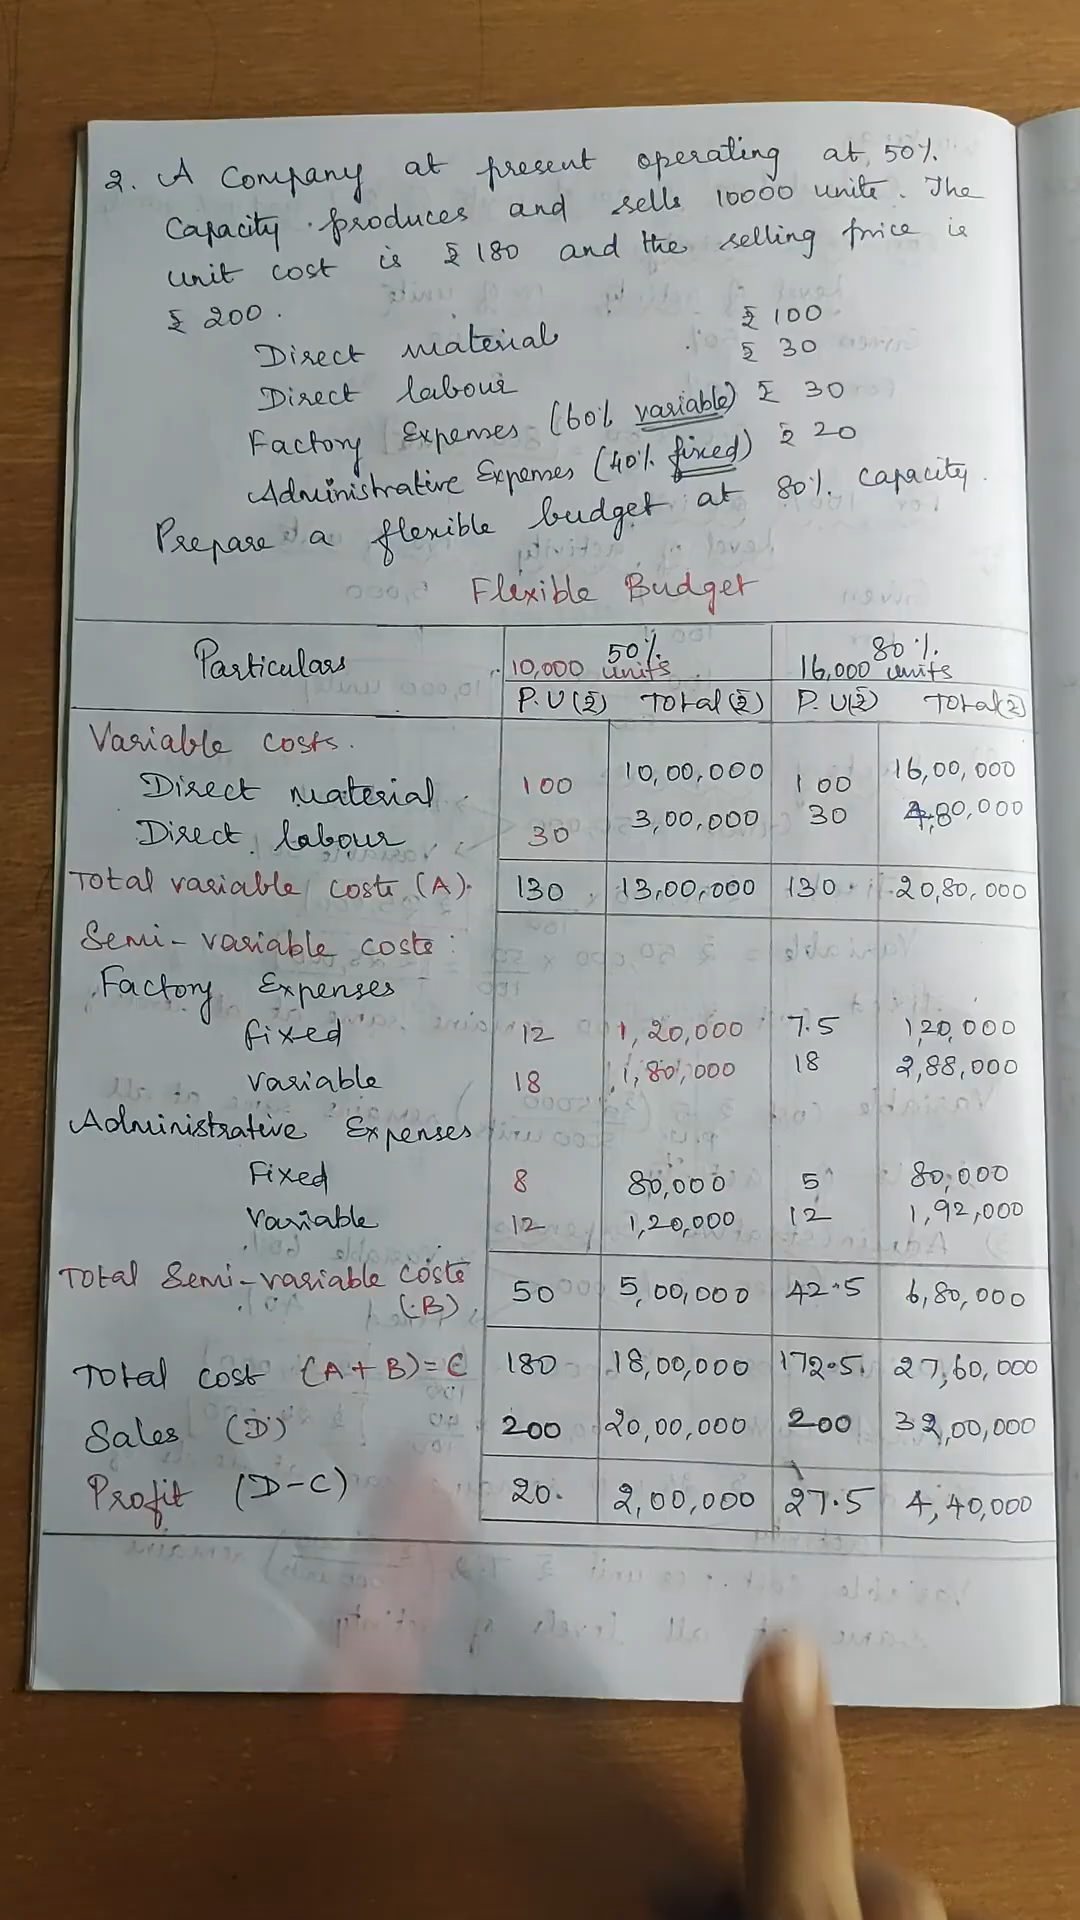 2. A Company at present operating at 50%.
Capacity produces and sells 10000 units. The
unit cost is ₹ 180 and the selling price is
₹ 200.
Direct material ₹ 100
Direct labour ₹ 30
Factory Expenses (60% variable) ₹ 30
Administrative Expenses (40% fixed) ₹ 20
Prepare a flexible budget at 80% capacity.
Flexible Budget
Particulars 50% 80%
10,000 units 16,000 units
P.U(₹) Total(₹) P.U(₹) Total(₹)
Variable costs.
Direct material 100 10,00,000 100 16,00,000
Direct labour 30 3,00,000 30 4,80,000
Total variable costs (A). 130 13,00,000 130 20,80,000
Semi-variable costs:
Factory Expenses
fixed 12 1,20,000 7.5 1,20,000
variable 18 1,80,000 18 2,88,000
Administrative Expenses
Fixed 8 80,000 5 80,000
Variable 12 1,20,000 12 1,92,000
Total Semi-variable costs 50 5,00,000 42.5 6,80,000
(B)
Total cost (A+B)=C 180 18,00,000 172.5 27,60,000
Sales (D) 200 20,00,000 200 32,00,000
Profit (D-C) 20. 2,00,000 27.5 4,40,000